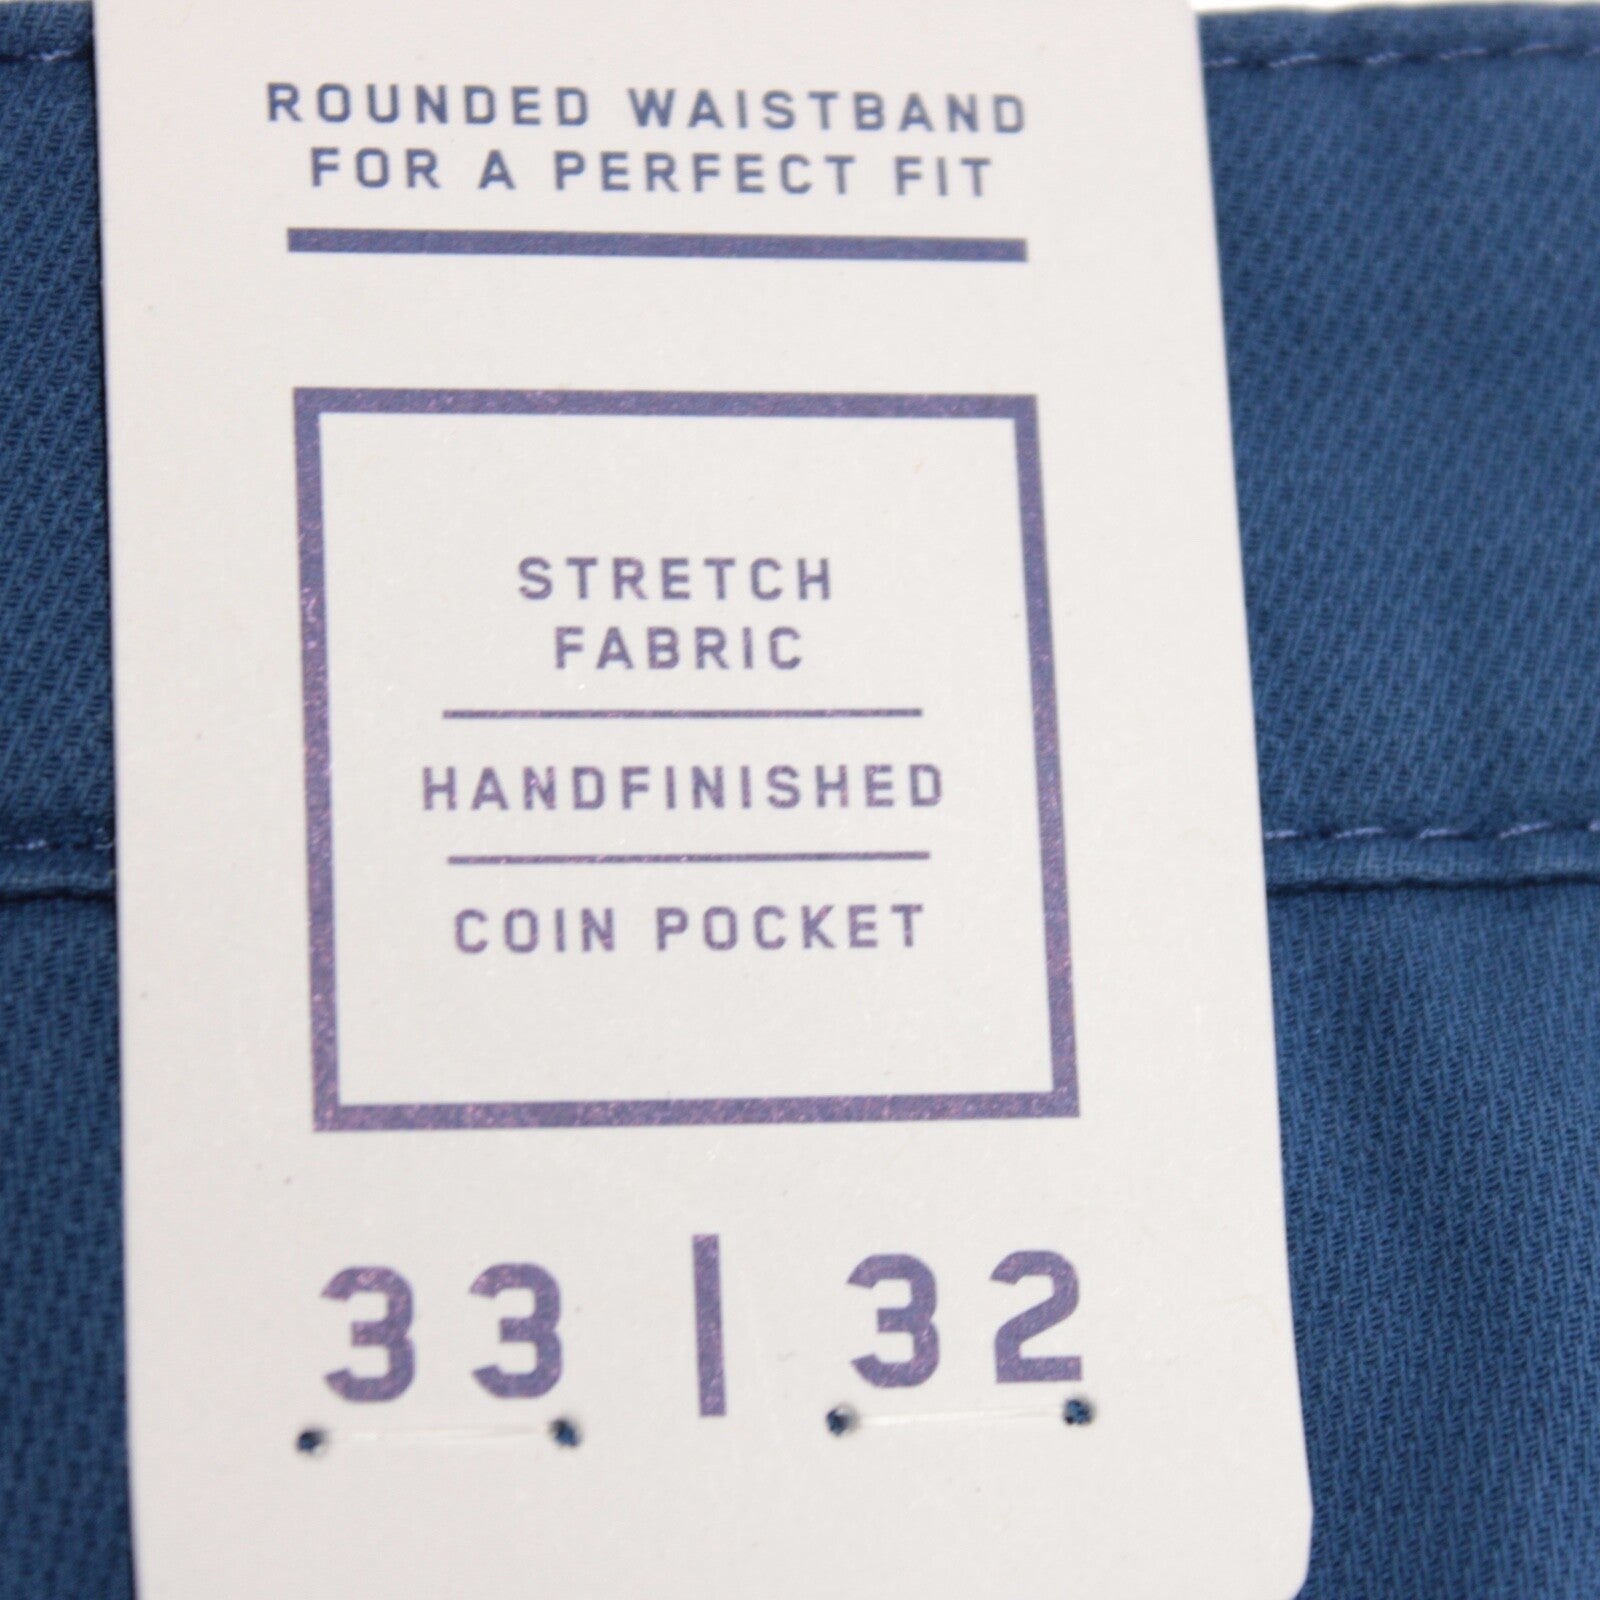 ROUNDED WAISTBAND
FOR A PERFECT FIT
STRETCH
FABRIC
HANDFINISHED
COIN POCKET
33 | 32